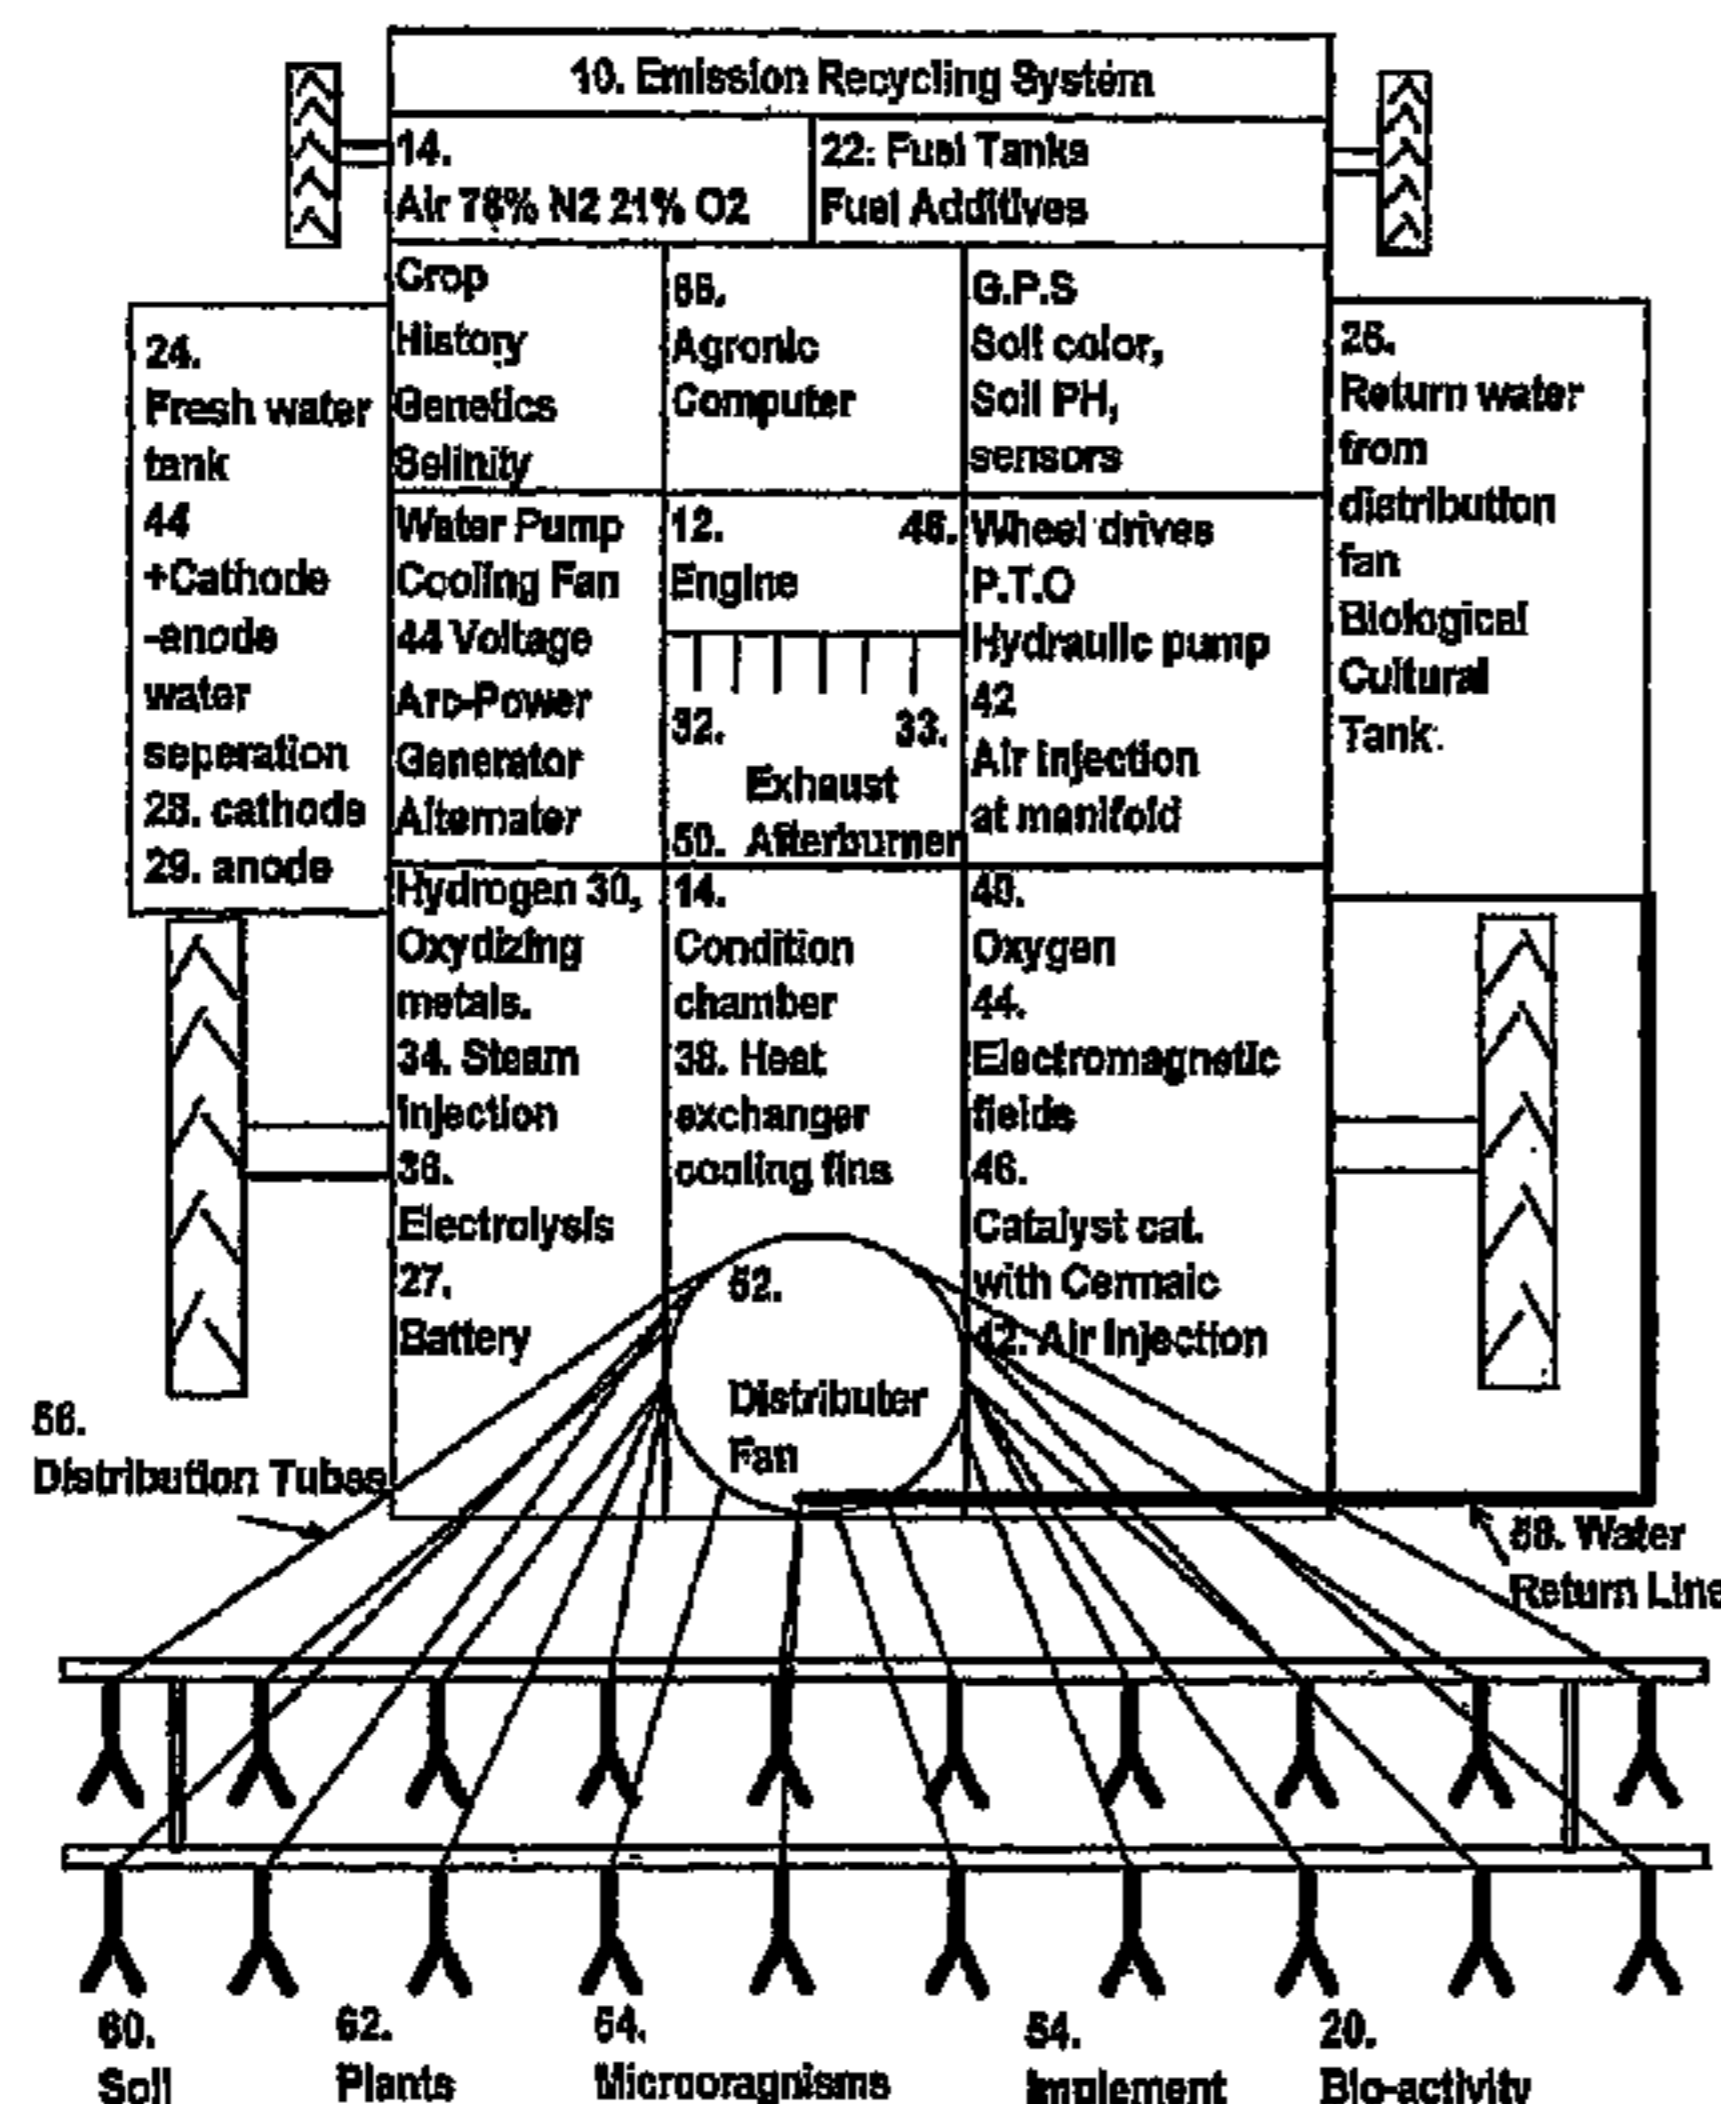 10. Emission Recycling System
14.
Air 78% N2 21% O2
22. Fuel Tanks
Fuel Additives
Crop
History
Genetics
Selinity
66.
Agronic
Computer
G.P.S
Soil color,
Soil PH,
sensors
24.
Fresh water
tank
44
+Cathode
-anode
water
seperation
28. cathode
29. anode
26.
Return water
from
distribution
fan
Biological
Cultural
Tank.
Water Pump
Cooling Fan
44 Voltage
Arc-Power
Generator
Alternater
12.
Engine
46.
Wheel drives
P.T.O
Hydraulic pump
42
Air injection
at manifold
32.
33.
Exhaust
50. Afterburner
Hydrogen 30,
Oxydizing
metals.
34. Steam
injection
36.
Electrolysis
27.
Battery
14.
Condition
chamber
38. Heat
exchanger
cooling fins
40.
Oxygen
44.
Electromagnetic
fields
46.
Catalyst cat.
with Cermaic
42. Air Injection
52.
Distributer
Fan
56.
Distribution Tubes
58. Water
Return Line
60.
Soil
62.
Plants
64.
Microoragnisms
54.
Implement
20.
Bio-activity